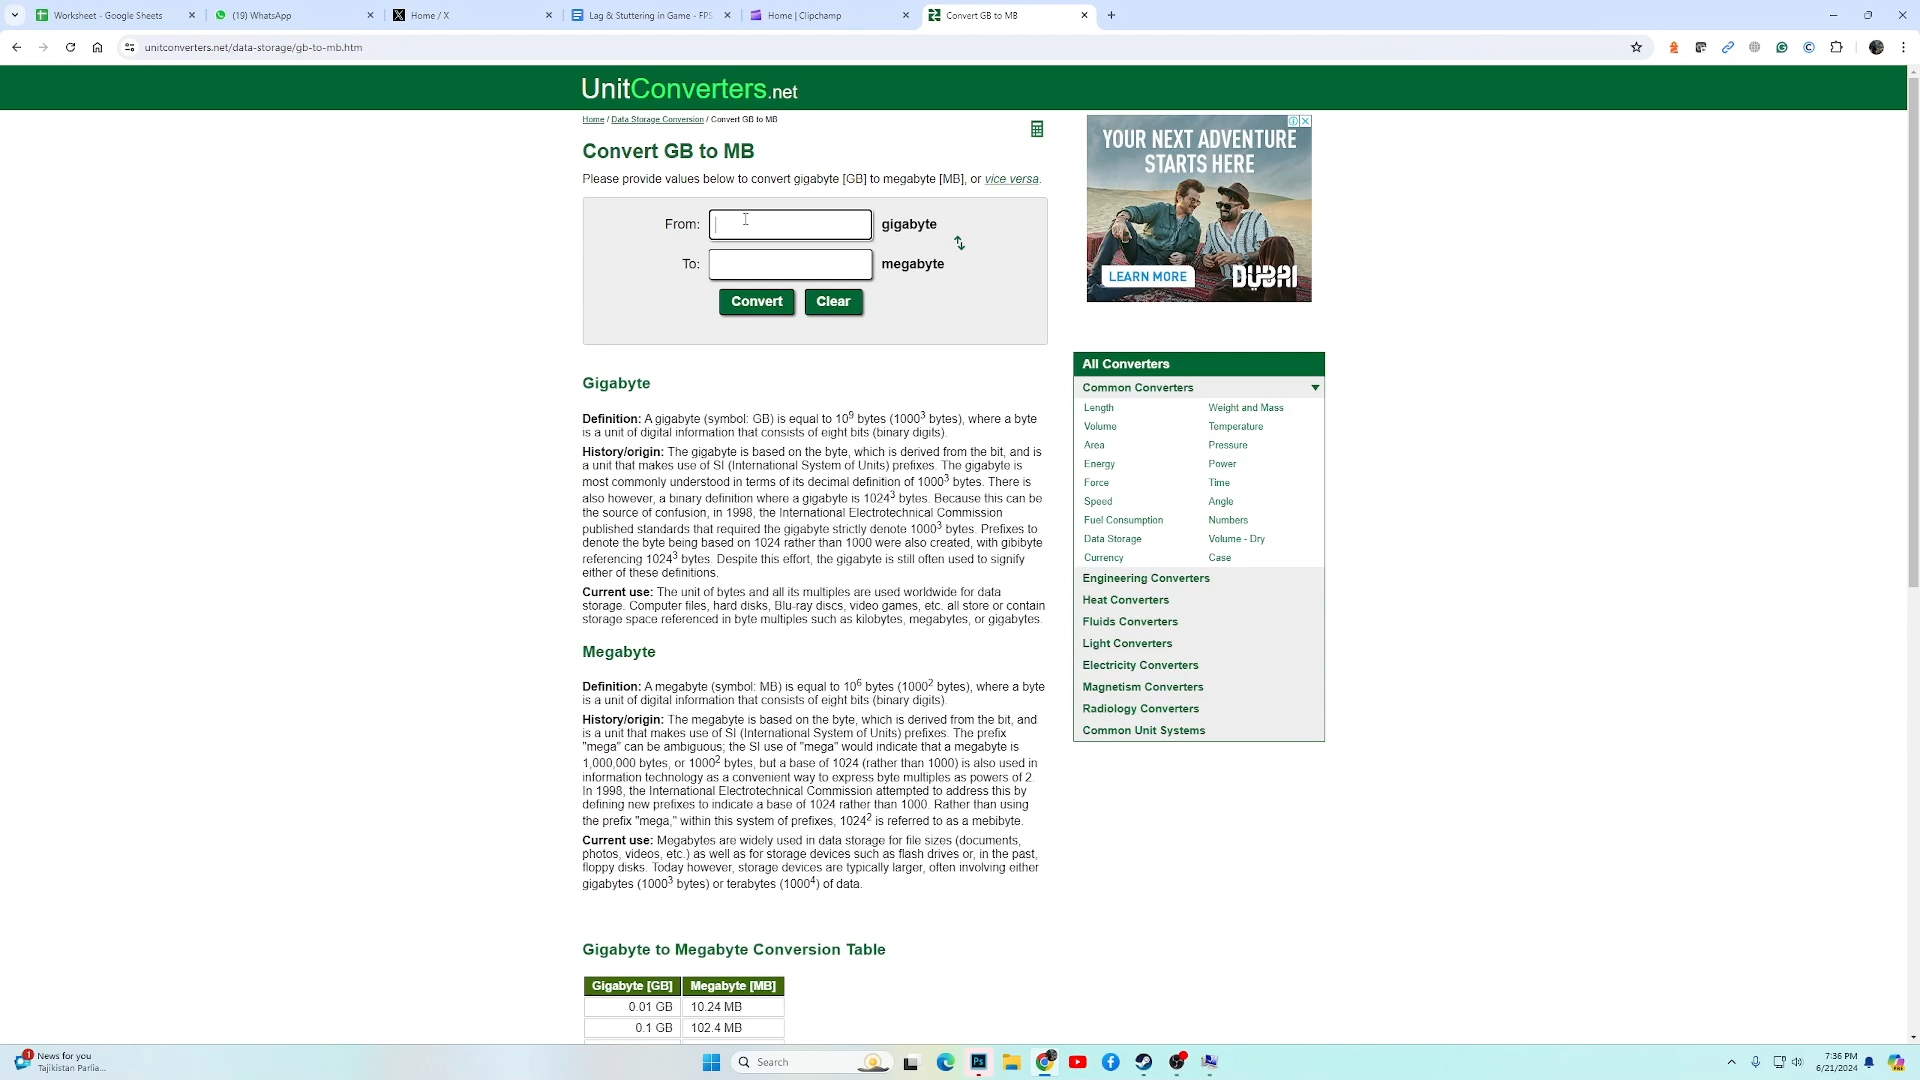 Worksheet - Google Sheets
(19) WhatsApp
Home / X
Lag & Stuttering in Game - FPS
Home | Clipchamp
Convert GB to MB
unitconverters.net/data-storage/gb-to-mb.htm
UnitConverters.net
Home / Data Storage Conversion / Convert GB to MB
Convert GB to MB
Please provide values below to convert gigabyte [GB] to megabyte [MB], or vice versa.
From: gigabyte
To: megabyte
Convert Clear
Gigabyte
Definition: A gigabyte (symbol: GB) is equal to 10⁹ bytes (1000³ bytes), where a byte
is a unit of digital information that consists of eight bits (binary digits).
History/origin: The gigabyte is based on the byte, which is derived from the bit, and is
a unit that makes use of SI (International System of Units) prefixes. The gigabyte is
most commonly understood in terms of its decimal definition of 1000³ bytes. There is
also however, a binary definition where a gigabyte is 1024³ bytes. Because this can be
the source of confusion, in 1998, the International Electrotechnical Commission
published standards that required the gigabyte strictly denote 1000³ bytes. Prefixes to
denote the byte being based on 1024 rather than 1000 were also created, with gibibyte
referencing 1024³ bytes. Despite this effort, the gigabyte is still often used to signify
either of these definitions.
Current use: The unit of bytes and all its multiples are used worldwide for data
storage. Computer files, hard disks, Blu-ray discs, video games, etc. all store or contain
storage space referenced in byte multiples such as kilobytes, megabytes, or gigabytes.
Megabyte
Definition: A megabyte (symbol: MB) is equal to 10⁶ bytes (1000² bytes), where a byte
is a unit of digital information that consists of eight bits (binary digits).
History/origin: The megabyte is based on the byte, which is derived from the bit, and
is a unit that makes use of SI (International System of Units) prefixes. The prefix
"mega" can be ambiguous; the SI use of "mega" would indicate that a megabyte is
1,000,000 bytes, or 1000² bytes, but a base of 1024 (rather than 1000) is also used in
information technology as a convenient way to express byte multiples as powers of 2.
In 1998, the International Electrotechnical Commission attempted to address this by
defining new prefixes to indicate a base of 1024 rather than 1000. Rather than using
the prefix "mega," within this system of prefixes, 1024² is referred to as a mebibyte.
Current use: Megabytes are widely used in data storage for file sizes (documents,
photos, videos, etc.) as well as for storage devices such as flash drives or, in the past,
floppy disks. Today however, storage devices are typically larger, often involving either
gigabytes (1000³ bytes) or terabytes (1000⁴) of data.
Gigabyte to Megabyte Conversion Table
Gigabyte [GB] Megabyte [MB]
0.01 GB 10.24 MB
0.1 GB 102.4 MB
YOUR NEXT ADVENTURE
STARTS HERE
LEARN MORE DUBAI
All Converters
Common Converters
Length Weight and Mass
Volume Temperature
Area Pressure
Energy Power
Force Time
Speed Angle
Fuel Consumption Numbers
Data Storage Volume - Dry
Currency Case
Engineering Converters
Heat Converters
Fluids Converters
Light Converters
Electricity Converters
Magnetism Converters
Radiology Converters
Common Unit Systems
1
News for you
Tajikistan Parlia...
Search
Ps
7:36 PM
6/21/2024